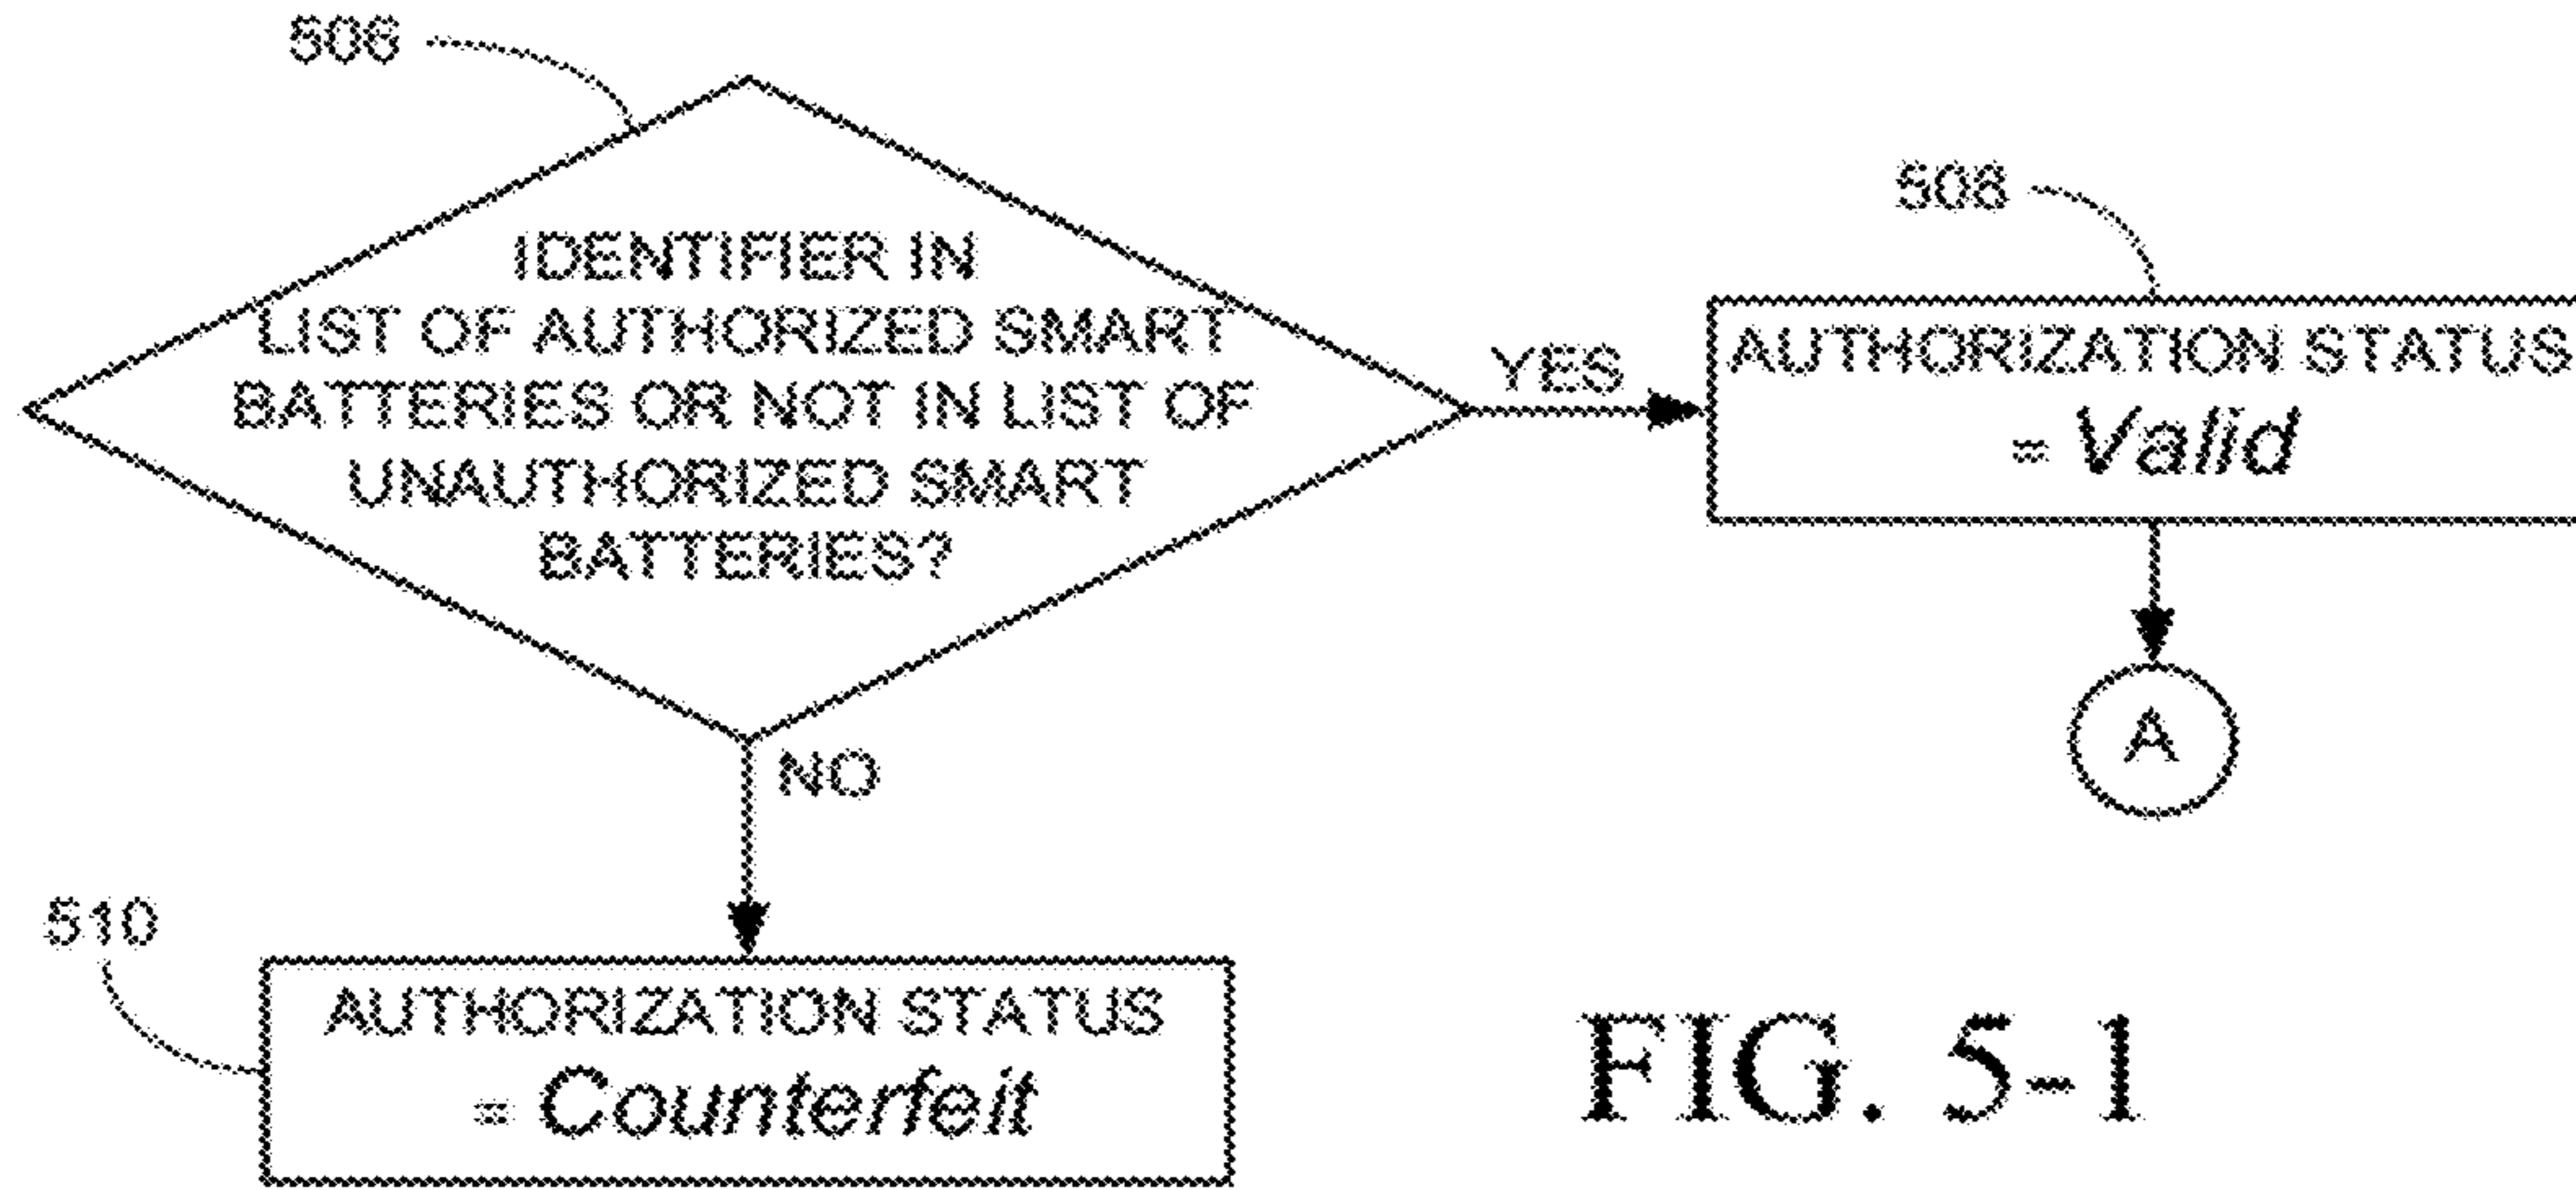 506
IDENTIFIER IN
LIST OF AUTHORIZED SMART
BATTERIES OR NOT IN LIST OF
UNAUTHORIZED SMART
BATTERIES?
YES
508
AUTHORIZATION STATUS
= Valid
A
NO
510
AUTHORIZATION STATUS
= Counterfeit
FIG. 5-1